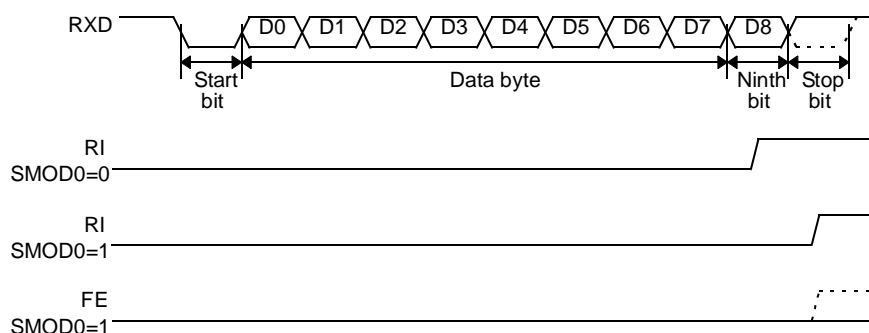 RXD D0 D1 D2 D3 D4 D5 D6 D7 D8
Start bit
Data byte
Ninth bit
Stop bit
RI
SMOD0=0
RI
SMOD0=1
FE
SMOD0=1